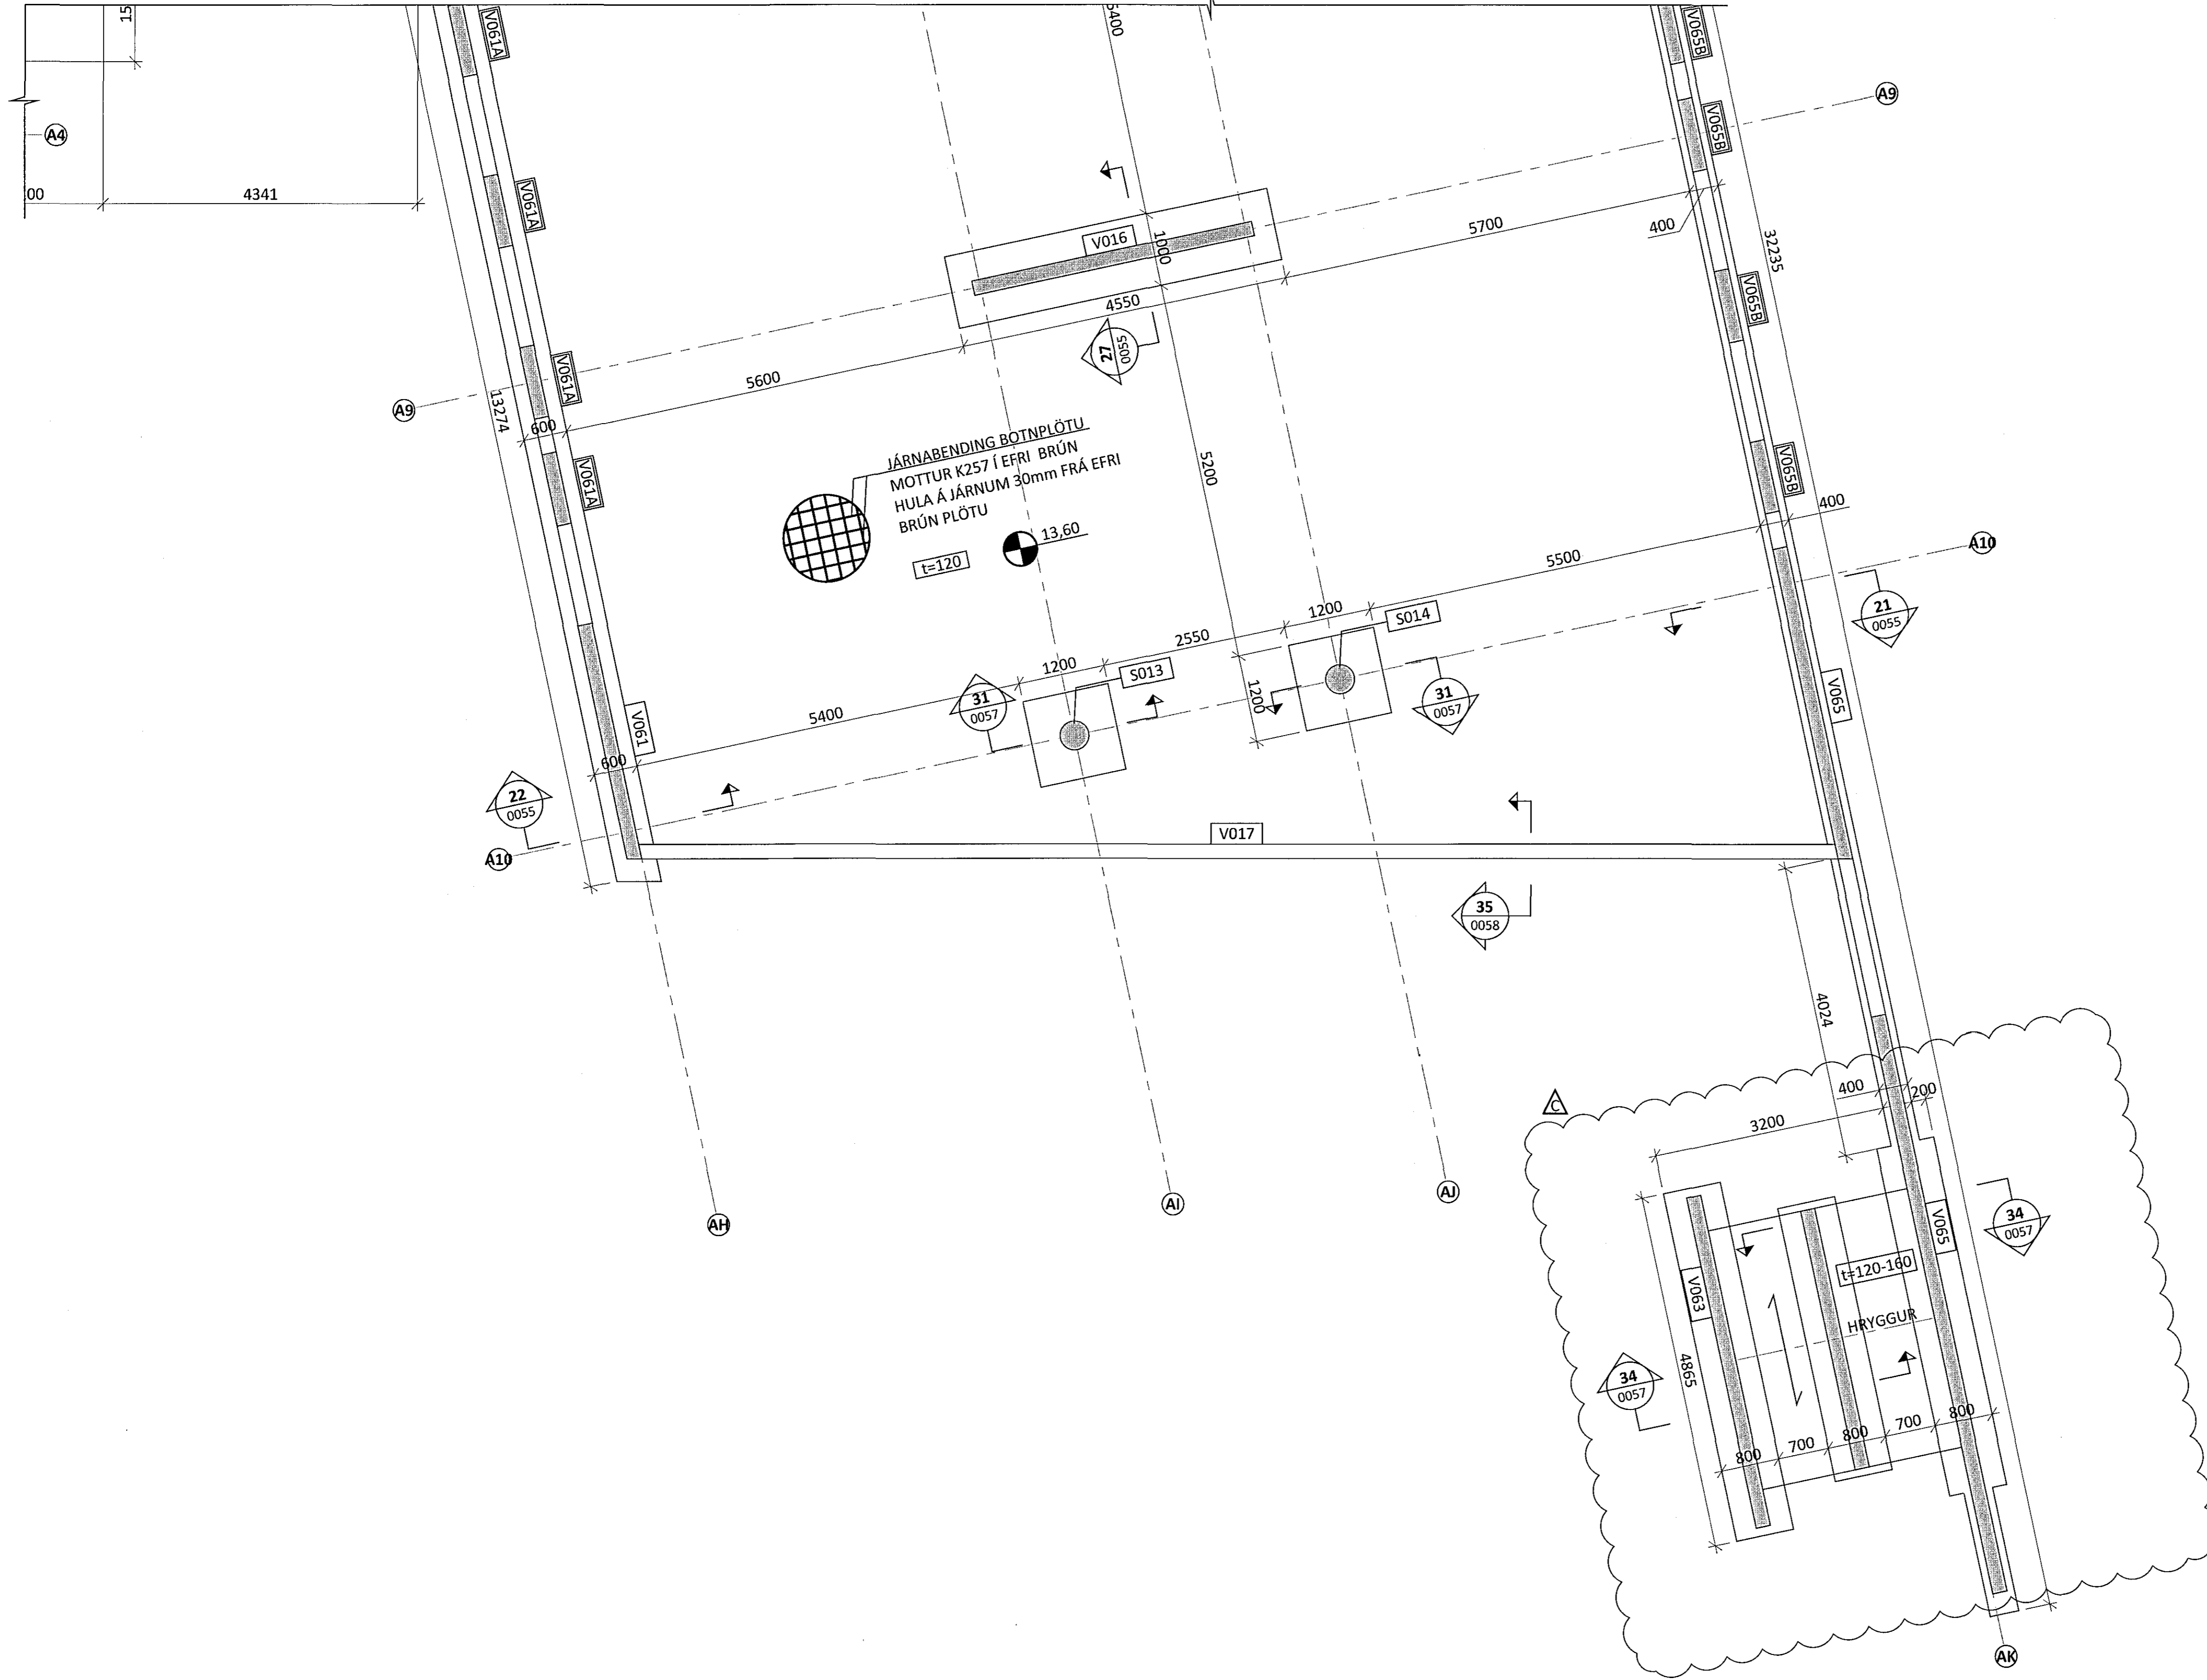 15
A4
00
4341
V061A
V061A
V061A
V061A
13274
5400
V065B
V065B
V065B
V065B
A9
400
32235
5700
V016
1000
4550
27
0055
5600
A9
600
JÁRNABENDING BOTNPLÖTU
MOTTUR K257 Í EFRI BRÚN
HULA Á JÁRNUM 30mm FRÁ EFRI
BRÚN PLÖTU
t=120
13,60
5200
400
5500
A10
21
0055
1200
S014
2550
1200
S013
31
0057
5400
1200
31
0057
V065
V061
600
22
0055
A10
V017
35
0058
4024
AH
AI
AJ
C
400
200
3200
V065
34
0057
t=120-160
V063
HRYGGUR
4865
34
0057
800
700
800
700
800
AK